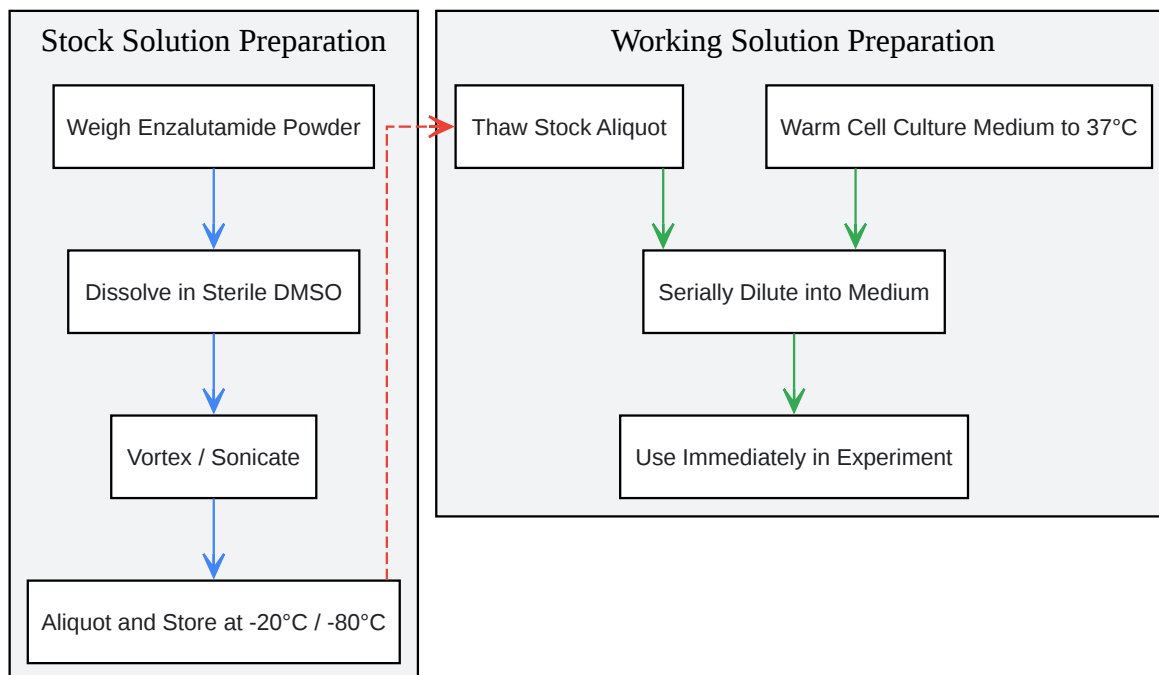 Stock Solution Preparation
Weigh Enzalutamide Powder
Dissolve in Sterile DMSO
Vortex / Sonicate
Aliquot and Store at -20°C / -80°C
Working Solution Preparation
Thaw Stock Aliquot
Warm Cell Culture Medium to 37°C
Serially Dilute into Medium
Use Immediately in Experiment